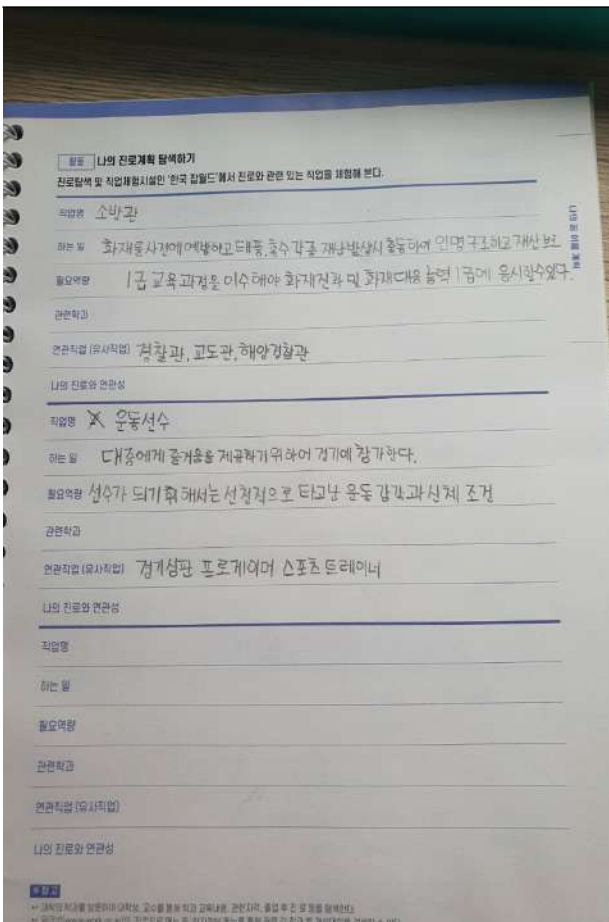 활동 나의 진로계획 탐색하기
진로탐색 및 직업체험시설인 '한국 잡월드'에서 진로와 관련 있는 직업을 체험해 본다.
직업명 소방관
하는 일 화재를사전에예방하고태풍,홍수각종 재난발생시 출동하여 인명구조하고재산보호
필요역량 1급 교육과정을 이수해야 화재진화 및 화재대응 능력 1급에 응시할수있다.
관련학과
연관직업 (유사직업) 경찰관, 교도관, 해양경찰관
나의 진로와 연관성
직업명 운동선수
하는 일 대중에게 즐거움을 제공하기위하여 경기에 참가한다.
필요역량 선수가 되기 위해서는 선천적으로 타고난 운동 감각과 신체 조건
관련학과
연관직업 (유사직업) 경기심판 프로게이머 스포츠트레이너
나의 진로와 연관성
직업명
하는 일
필요역량
관련학과
연관직업 (유사직업)
나의 진로와 연관성
참고